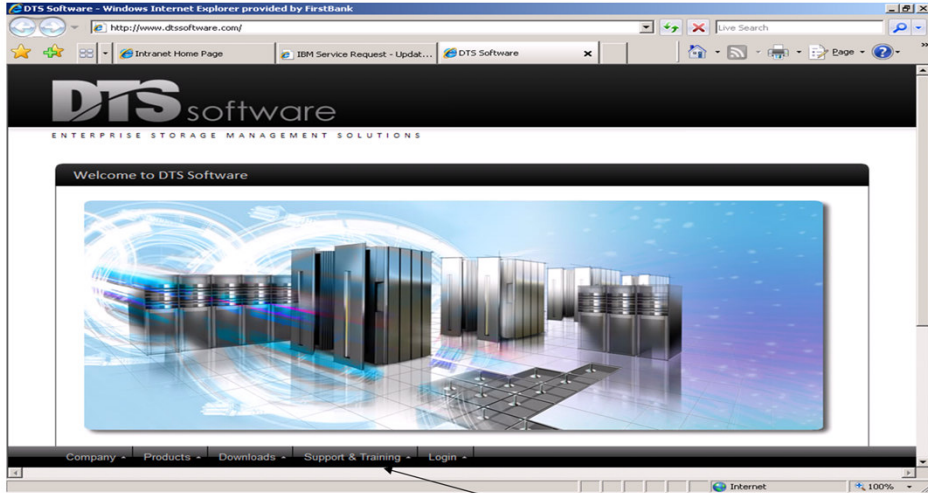 DTS Software - Windows Internet Explorer provided by FirstBank
http://www.dtssoftware.com/
Live Search
Intranet Home Page
IBM Service Request - Updat...
DTS Software
Page
DTS software
ENTERPRISE STORAGE MANAGEMENT SOLUTIONS
Welcome to DTS Software
Company Products Downloads Support & Training Login
Internet 100%